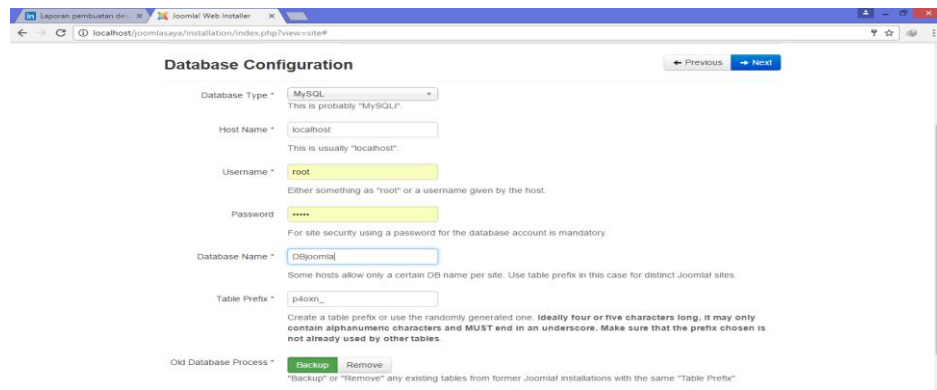 Laporan pembuatan de
Joomla! Web Installer
localhost/joomlasaya/installation/index.php?view=site#
Database Configuration
Previous
Next
Database Type *
MySQL
This is probably "MySQLi".
Host Name *
localhost
This is usually "localhost".
Username *
root
Either something as "root" or a username given by the host.
Password
•••••
For site security using a password for the database account is mandatory.
Database Name *
DBjoomla
Some hosts allow only a certain DB name per site. Use table prefix in this case for distinct Joomla! sites.
Table Prefix *
p4oxn_
Create a table prefix or use the randomly generated one. Ideally four or five characters long, it may only
contain alphanumeric characters and MUST end in an underscore. Make sure that the prefix chosen is
not already used by other tables.
Old Database Process *
Backup
Remove
"Backup" or "Remove" any existing tables from former Joomla! installations with the same "Table Prefix".